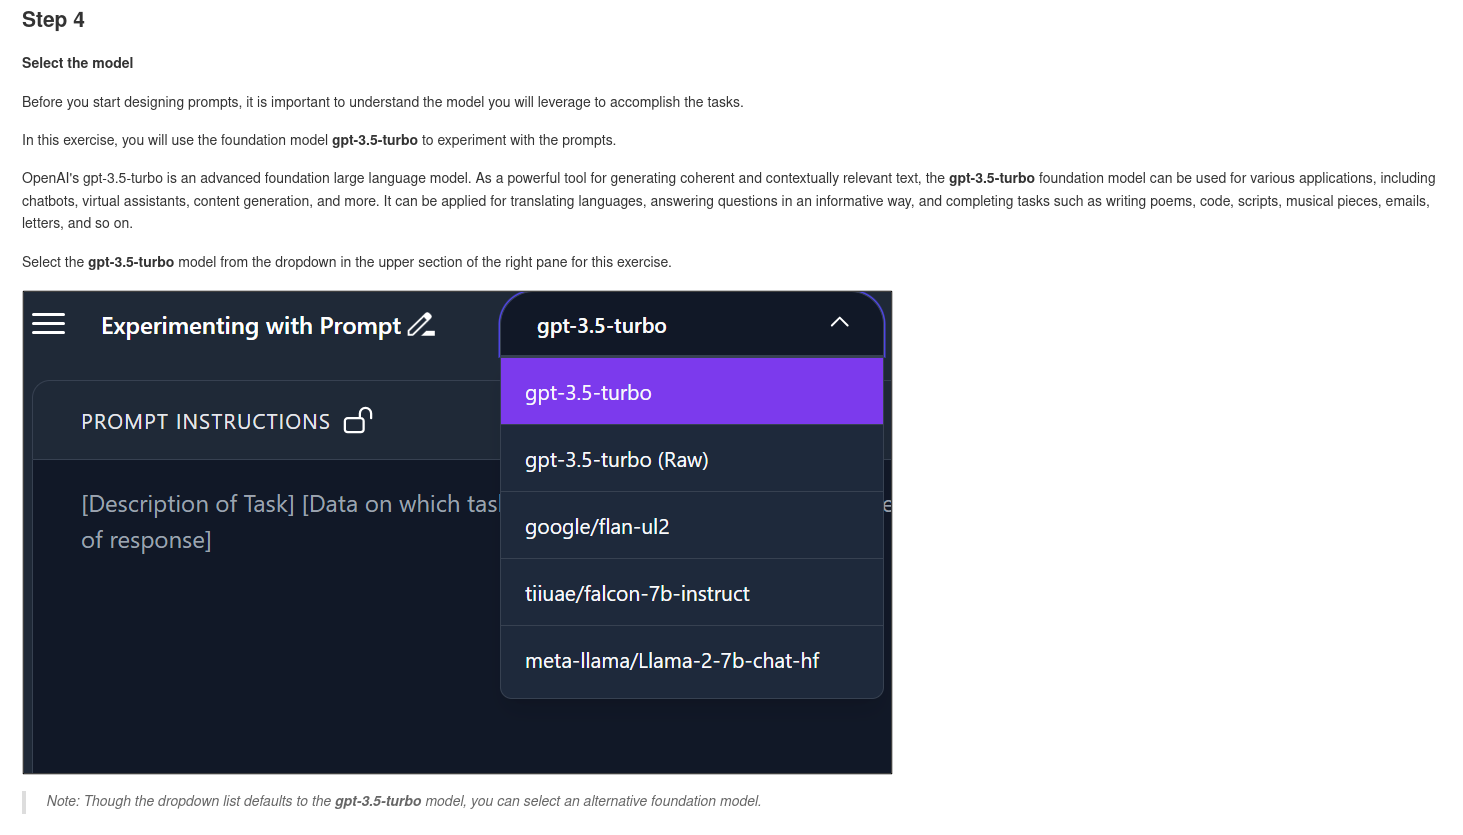 Step 4
Select the model
Before you start designing prompts, it is important to understand the model you will leverage to accomplish the tasks.
In this exercise, you will use the foundation model gpt-3.5-turbo to experiment with the prompts.
OpenAI's gpt-3.5-turbo is an advanced foundation large language model. As a powerful tool for generating coherent and contextually relevant text, the gpt-3.5-turbo foundation model can be used for various applications, including
chatbots, virtual assistants, content generation, and more. It can be applied for translating languages, answering questions in an informative way, and completing tasks such as writing poems, code, scripts, musical pieces, emails,
letters, and so on.
Select the gpt-3.5-turbo model from the dropdown in the upper section of the right pane for this exercise.
Experimenting with Prompt
gpt-3.5-turbo
gpt-3.5-turbo
PROMPT INSTRUCTIONS
gpt-3.5-turbo (Raw)
[Description of Task] [Data on which
of response]
google/flan-ul2
tiiuae/falcon-7b-instruct
meta-llama/Llama-2-7b-chat-hf
Note: Though the dropdown list defaults to the gpt-3.5-turbo model, you can select an alternative foundation model.